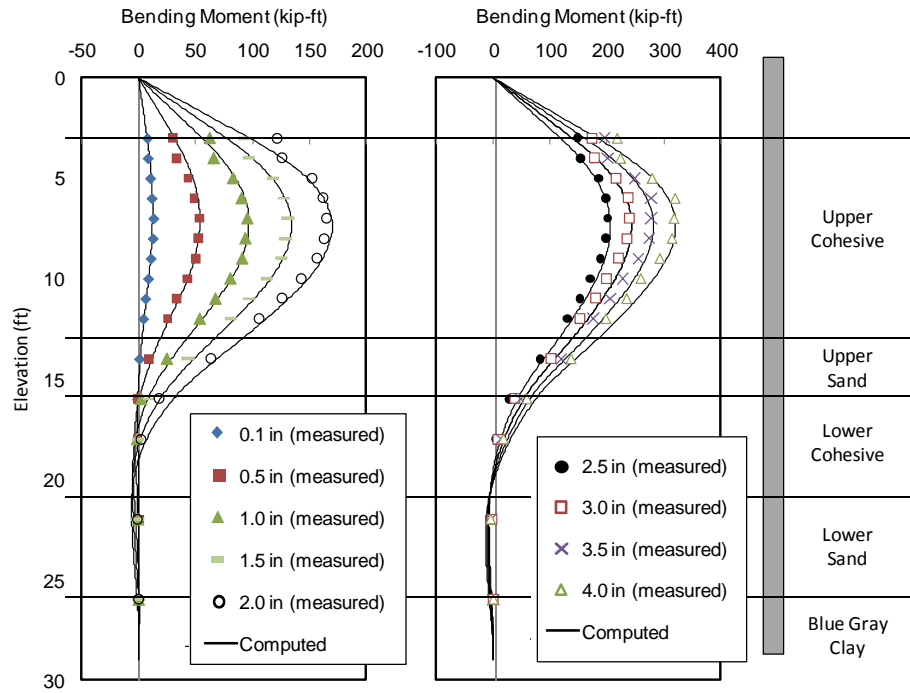 Bending Moment (kip-ft)
-50 0 50 100 150 200
Bending Moment (kip-ft)
-100 0 100 200 300 400
Elevation (ft)
0
5
10
15
20
25
30
0.1 in (measured)
0.5 in (measured)
1.0 in (measured)
1.5 in (measured)
2.0 in (measured)
Computed
2.5 in (measured)
3.0 in (measured)
3.5 in (measured)
4.0 in (measured)
Computed
Upper
Cohesive
Upper
Sand
Lower
Cohesive
Lower
Sand
Blue Gray
Clay